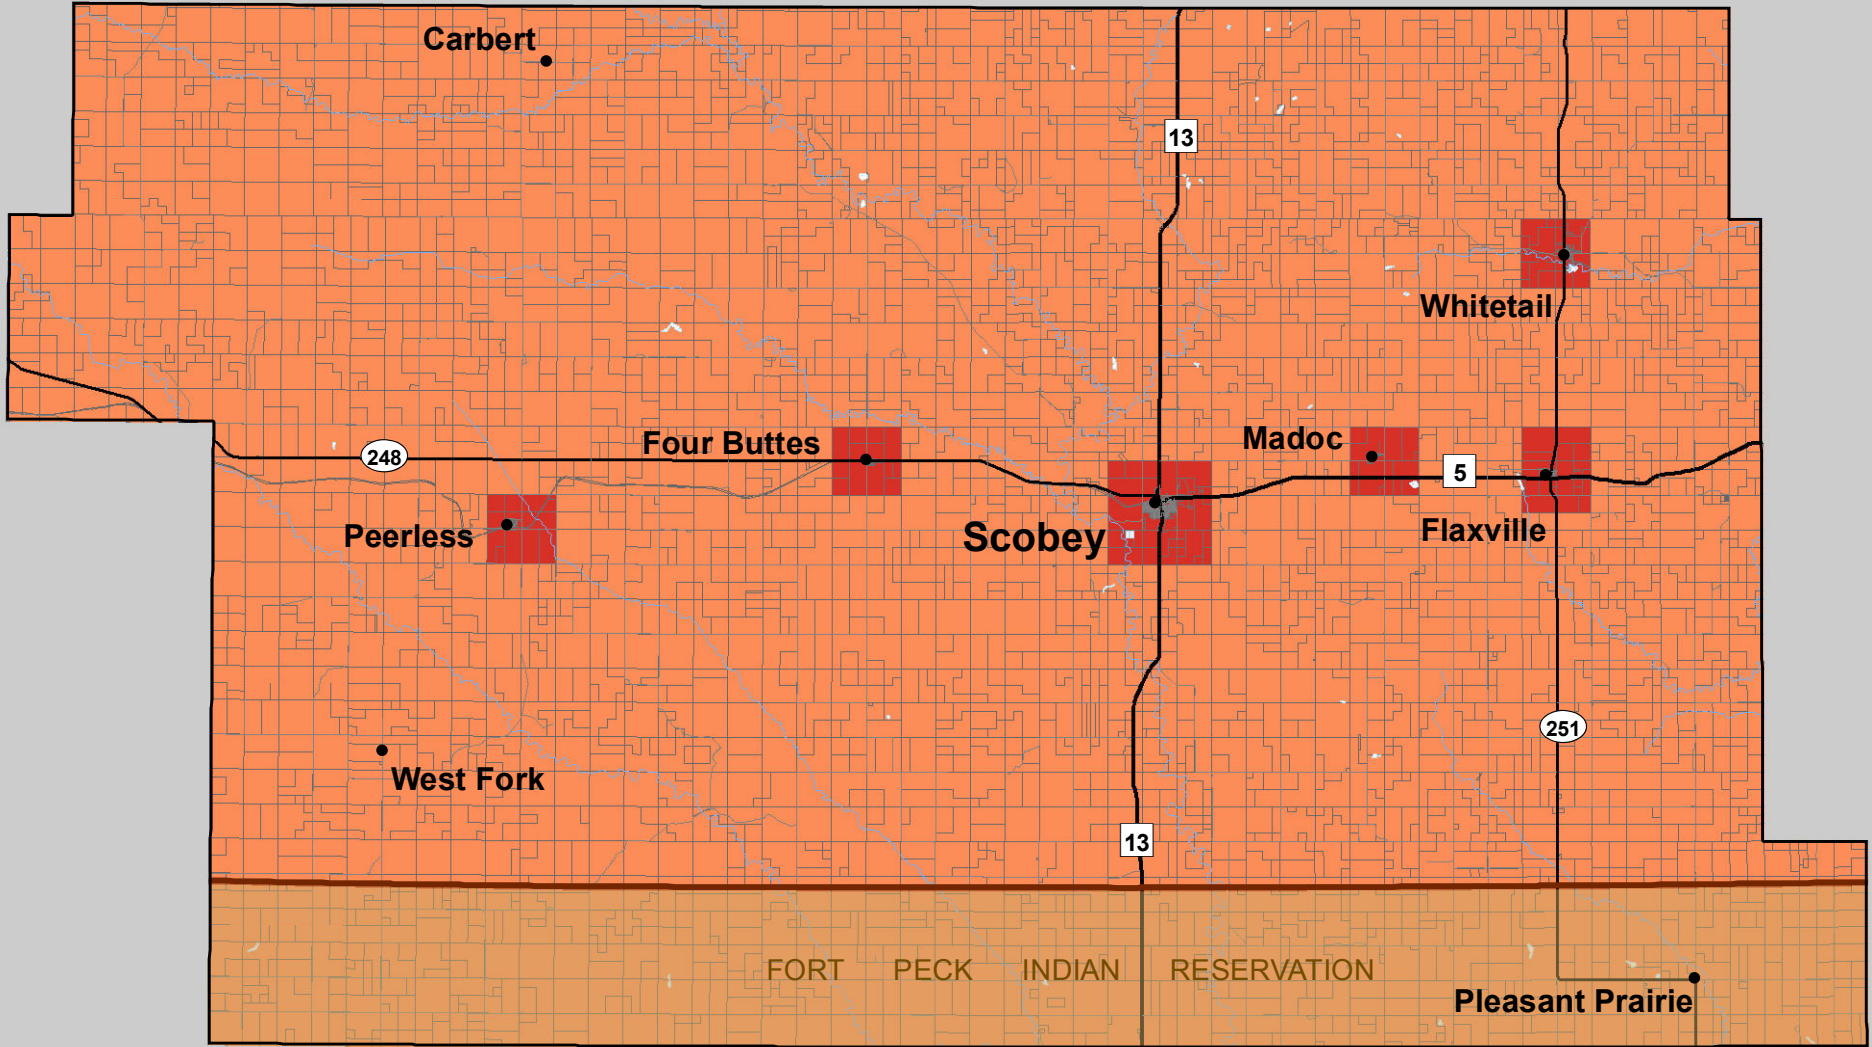 Carbert
13
Whitetail
Four Buttes
Madoc
248
5
Peerless
Scobey
Flaxville
251
West Fork
13
FORT PECK INDIAN RESERVATION
Pleasant Prairie